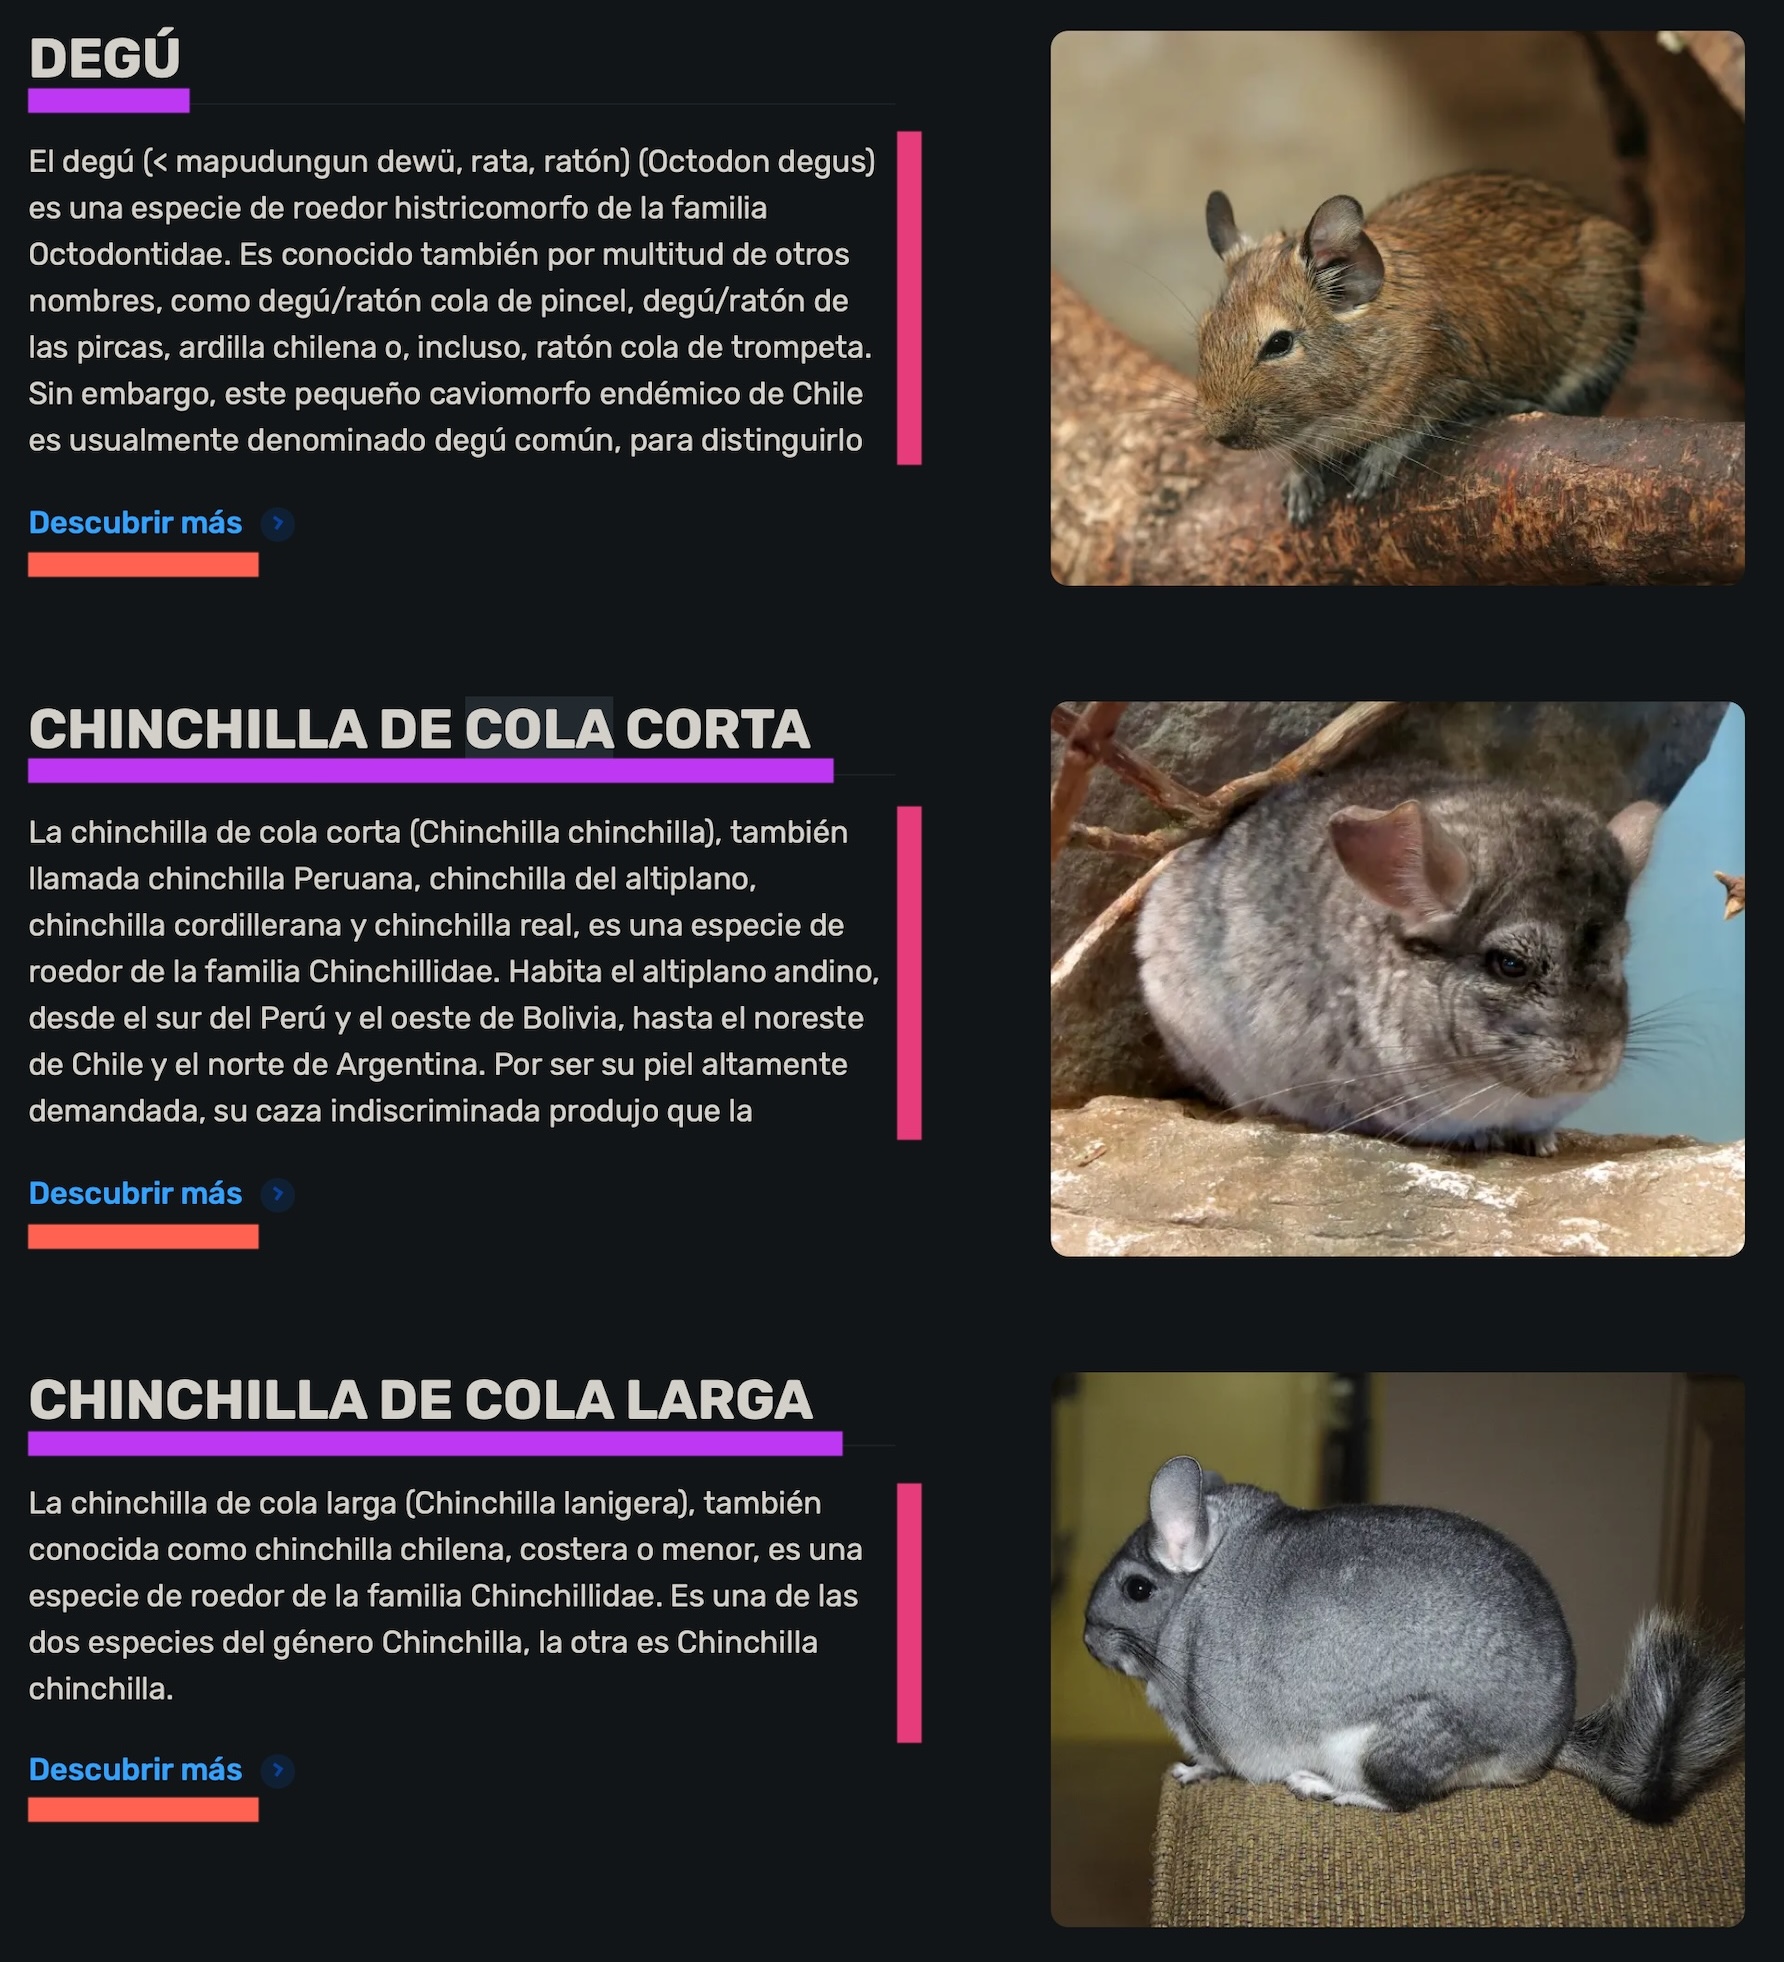 DEGÚ
El degú (< mapudungun dewü, rata, ratón) (Octodon degus)
es una especie de roedor histricomorfo de la familia
Octodontidae. Es conocido también por multitud de otros
nombres, como degú/ratón cola de pincel, degú/ratón de
las pircas, ardilla chilena o, incluso, ratón cola de trompeta.
Sin embargo, este pequeño caviomorfo endémico de Chile
es usualmente denominado degú común, para distinguirlo
Descubrir más
CHINCHILLA DE COLA CORTA
La chinchilla de cola corta (Chinchilla chinchilla), también
llamada chinchilla Peruana, chinchilla del altiplano,
chinchilla cordillerana y chinchilla real, es una especie de
roedor de la familia Chinchillidae. Habita el altiplano andino,
desde el sur del Perú y el oeste de Bolivia, hasta el noreste
de Chile y el norte de Argentina. Por ser su piel altamente
demandada, su caza indiscriminada produjo que la
Descubrir más
CHINCHILLA DE COLA LARGA
La chinchilla de cola larga (Chinchilla lanigera), también
conocida como chinchilla chilena, costera o menor, es una
especie de roedor de la familia Chinchillidae. Es una de las
dos especies del género Chinchilla, la otra es Chinchilla
chinchilla.
Descubrir más